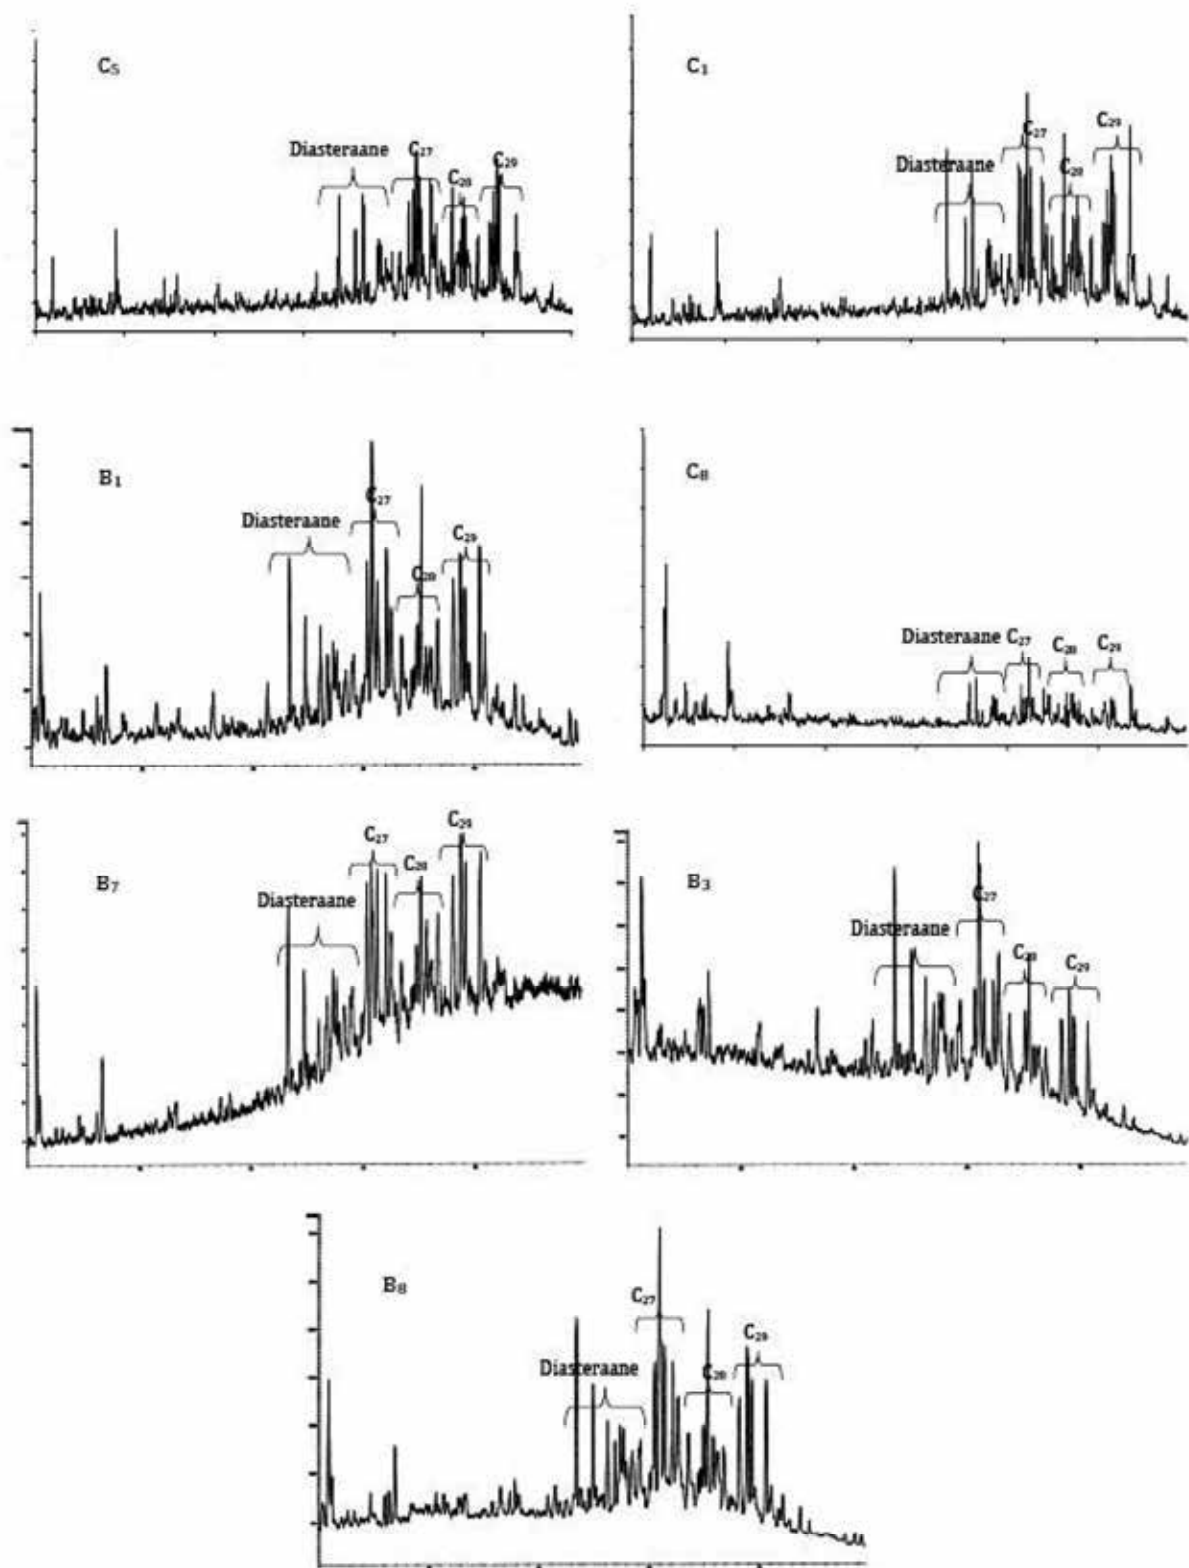 C₅
Diasteraane C₂₇ C₂₈ C₂₉
C₁
Diasteraane C₂₇ C₂₈ C₂₉
B₁
Diasteraane C₂₇ C₂₈ C₂₉
C₈
Diasteraane C₂₇ C₂₈ C₂₉
B₇
Diasteraane C₂₇ C₂₈ C₂₉
B₃
Diasteraane C₂₇ C₂₈ C₂₉
B₈
Diasteraane C₂₇ C₂₈ C₂₉